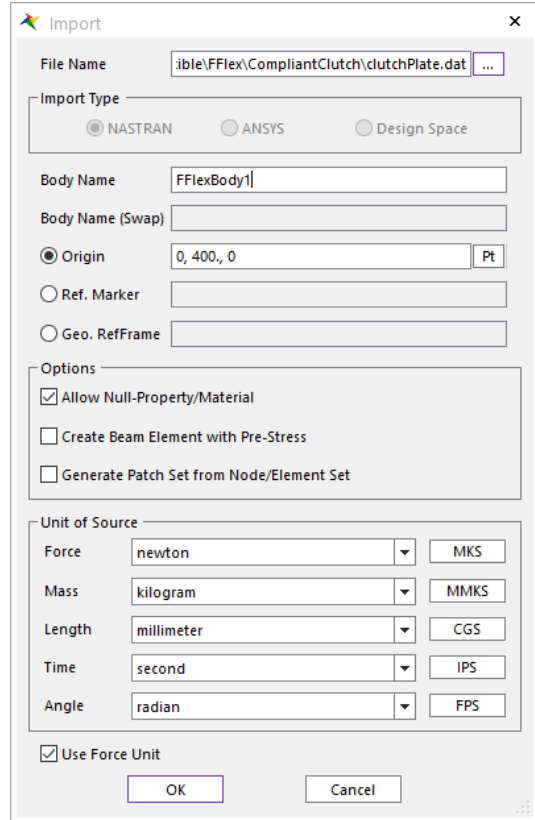 Import
File Name :ible\FFlex\CompliantClutch\clutchPlate.dat ...
Import Type
NASTRAN ANSYS Design Space
Body Name FFlexBody1
Body Name (Swap)
Origin 0, 400., 0 Pt
Ref. Marker
Geo. RefFrame
Options
Allow Null-Property/Material
Create Beam Element with Pre-Stress
Generate Patch Set from Node/Element Set
Unit of Source
Force newton MKS
Mass kilogram MMKS
Length millimeter CGS
Time second IPS
Angle radian FPS
Use Force Unit
OK Cancel